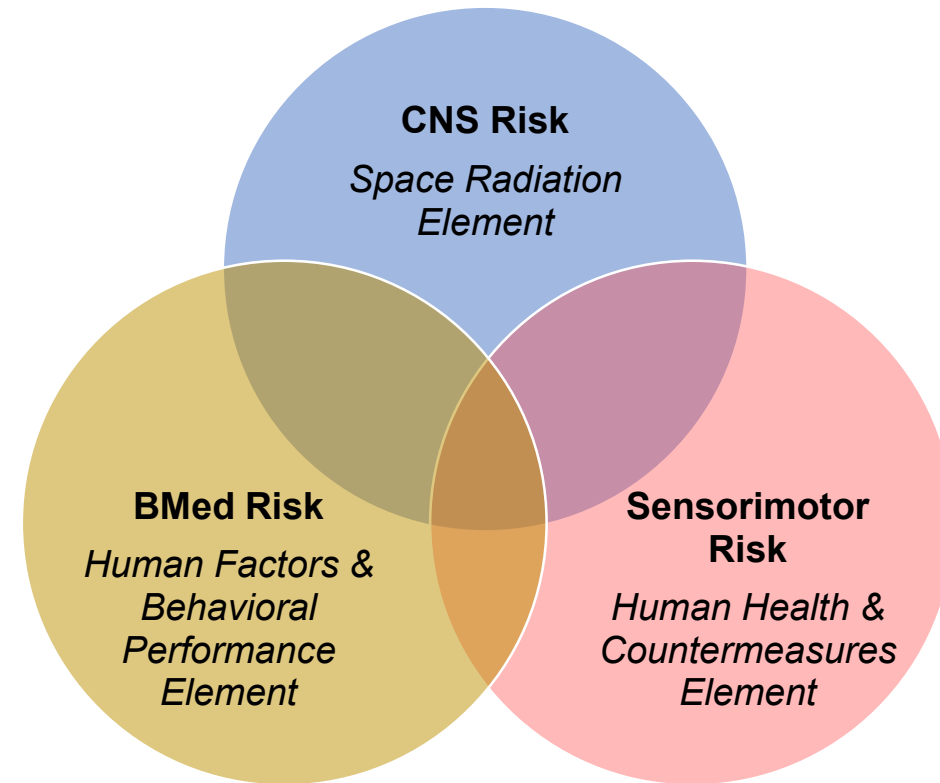 CNS Risk
Space Radiation
Element
BMed Risk
Human Factors &
Behavioral
Performance
Element
Sensorimotor
Risk
Human Health &
Countermeasures
Element